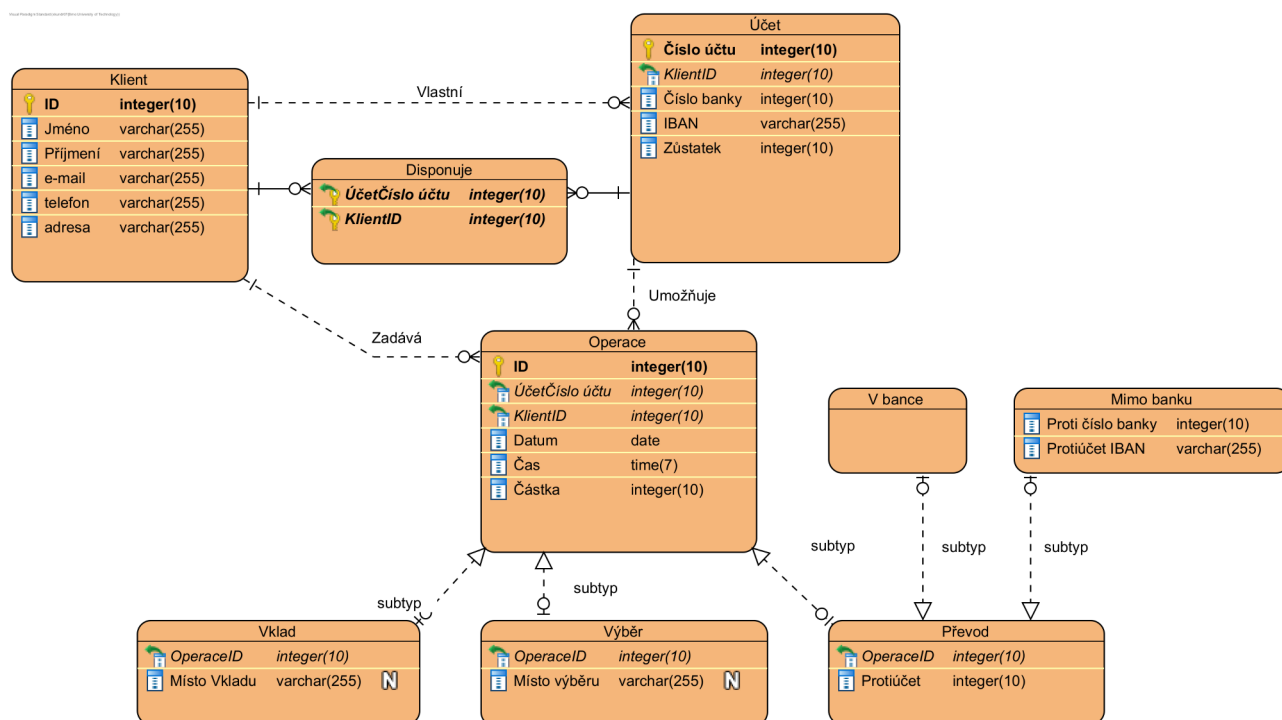 Účet
Číslo účtu integer(10)
KlientID integer(10)
Číslo banky integer(10)
IBAN varchar(255)
Zůstatek integer(10)
Klient
ID integer(10)
Jméno varchar(255)
Příjmení varchar(255)
e-mail varchar(255)
telefon varchar(255)
adresa varchar(255)
Vlastní
Disponuje
ÚčetČíslo účtu integer(10)
KlientID integer(10)
Umožňuje
Zadává
Operace
ID integer(10)
ÚčetČíslo účtu integer(10)
KlientID integer(10)
Datum date
Čas time(7)
Částka integer(10)
V bance
Mimo banku
Proti číslo banky integer(10)
Protiúčet IBAN varchar(255)
subtyp
subtyp
subtyp
subtyp
subtyp
Vklad
OperaceID integer(10)
Místo Vkladu varchar(255) N
Výběr
OperaceID integer(10)
Místo výběru varchar(255) N
Převod
OperaceID integer(10)
Protiúčet integer(10)